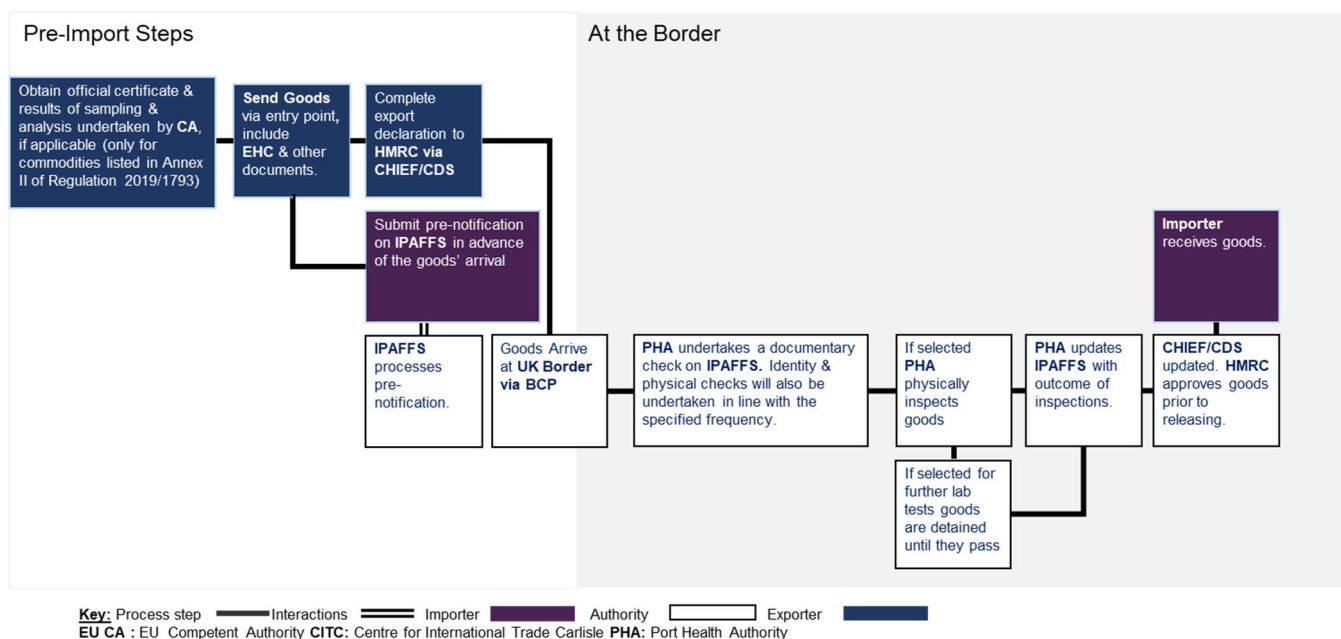 Pre-Import Steps
At the Border
Obtain official certificate &
results of sampling &
analysis undertaken by CA,
if applicable (only for
commodities listed in Annex
II of Regulation 2019/1793)
Send Goods
via entry point,
include
EHC & other
documents.
Complete
export
declaration to
HMRC via
CHIEF/CDS
Submit pre-notification
on IPAFFS in advance
of the goods' arrival
Importer
receives goods.
IPAFFS
processes
pre-
notification.
Goods Arrive
at UK Border
via BCP
PHA undertakes a documentary
check on IPAFFS. Identity &
physical checks will also be
undertaken in line with the
specified frequency.
If selected
PHA
physically
inspects
goods
PHA updates
IPAFFS with
outcome of
inspections.
CHIEF/CDS
updated. HMRC
approves goods
prior to
releasing.
If selected for
further lab
tests goods
are detained
until they pass
Key: Process step Interactions Importer Authority Exporter
EU CA : EU Competent Authority CITC: Centre for International Trade Carlisle PHA: Port Health Authority